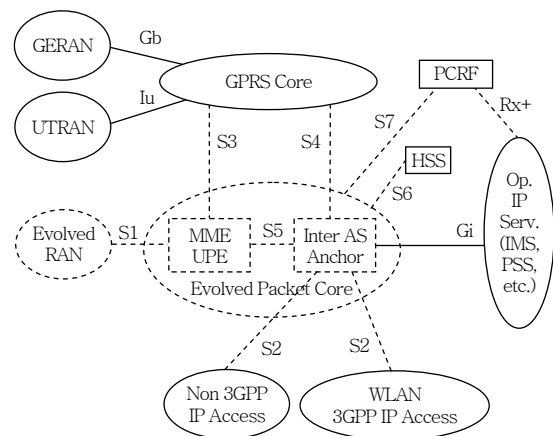 GERAN
Gb
GPRS Core
PCRF
UTRAN
Iu
Rx+
S7
S3
S4
HSS
S6
Op.
IP
Serv.
(IMS,
PSS,
etc.)
Evolved
RAN
S1
MME
UPE
S5
Inter AS
Anchor
Gi
Evolved Packet Core
S2
S2
Non 3GPP
IP Access
WLAN
3GPP IP Access